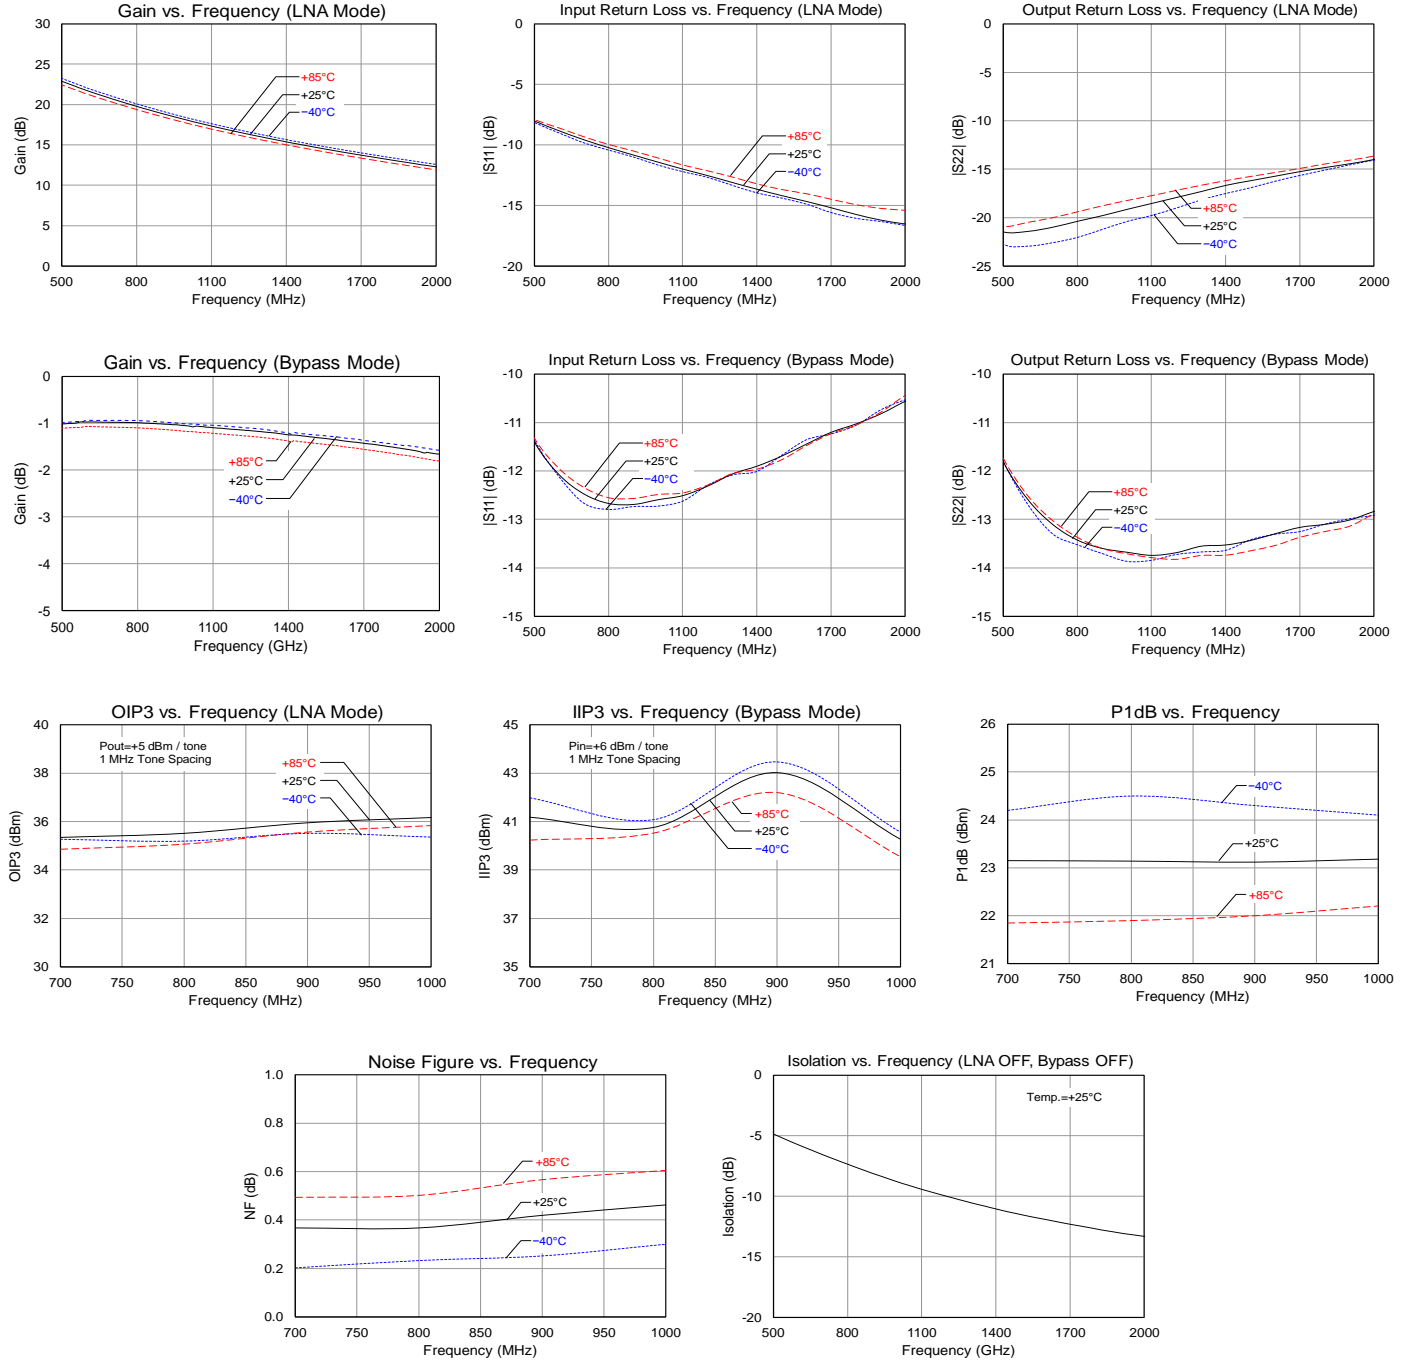 Gain vs. Frequency (LNA Mode)
30
25
20
15
10
5
0
Gain (dB)
+85°C
+25°C
−40°C
500 800 1100 1400 1700 2000
Frequency (MHz)
Input Return Loss vs. Frequency (LNA Mode)
0
-5
-10
-15
-20
|S11| (dB)
+85°C
+25°C
−40°C
500 800 1100 1400 1700 2000
Frequency (MHz)
Output Return Loss vs. Frequency (LNA Mode)
0
-5
-10
-15
-20
-25
|S22| (dB)
+85°C
+25°C
−40°C
500 800 1100 1400 1700 2000
Frequency (MHz)
Gain vs. Frequency (Bypass Mode)
0
-1
-2
-3
-4
-5
Gain (dB)
+85°C
+25°C
−40°C
500 800 1100 1400 1700 2000
Frequency (GHz)
Input Return Loss vs. Frequency (Bypass Mode)
-10
-11
-12
-13
-14
-15
|S11| (dB)
+85°C
+25°C
−40°C
500 800 1100 1400 1700 2000
Frequency (MHz)
Output Return Loss vs. Frequency (Bypass Mode)
-10
-11
-12
-13
-14
-15
|S22| (dB)
+85°C
+25°C
−40°C
500 800 1100 1400 1700 2000
Frequency (MHz)
OIP3 vs. Frequency (LNA Mode)
40
38
36
34
32
30
OIP3 (dBm)
Pout=+5 dBm / tone
1 MHz Tone Spacing
+85°C
+25°C
−40°C
700 750 800 850 900 950 1000
Frequency (MHz)
IIP3 vs. Frequency (Bypass Mode)
45
43
41
39
37
35
IIP3 (dBm)
Pin=+6 dBm / tone
1 MHz Tone Spacing
+85°C
+25°C
−40°C
700 750 800 850 900 950 1000
Frequency (MHz)
P1dB vs. Frequency
26
25
24
23
22
21
P1dB (dBm)
−40°C
+25°C
+85°C
700 750 800 850 900 950 1000
Frequency (MHz)
Noise Figure vs. Frequency
1.0
0.8
0.6
0.4
0.2
0.0
NF (dB)
+85°C
+25°C
−40°C
700 750 800 850 900 950 1000
Frequency (MHz)
Isolation vs. Frequency (LNA OFF, Bypass OFF)
0
-5
-10
-15
-20
Isolation (dB)
Temp.=+25°C
500 800 1100 1400 1700 2000
Frequency (GHz)